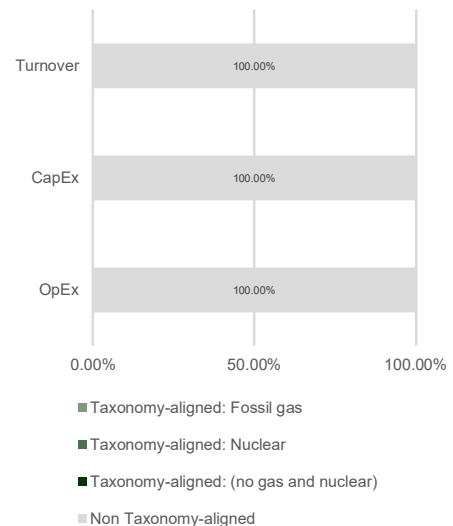 Turnover
100.00%
CapEx
100.00%
OpEx
100.00%
0.00% 50.00% 100.00%
Taxonomy-aligned: Fossil gas
Taxonomy-aligned: Nuclear
Taxonomy-aligned: (no gas and nuclear)
Non Taxonomy-aligned